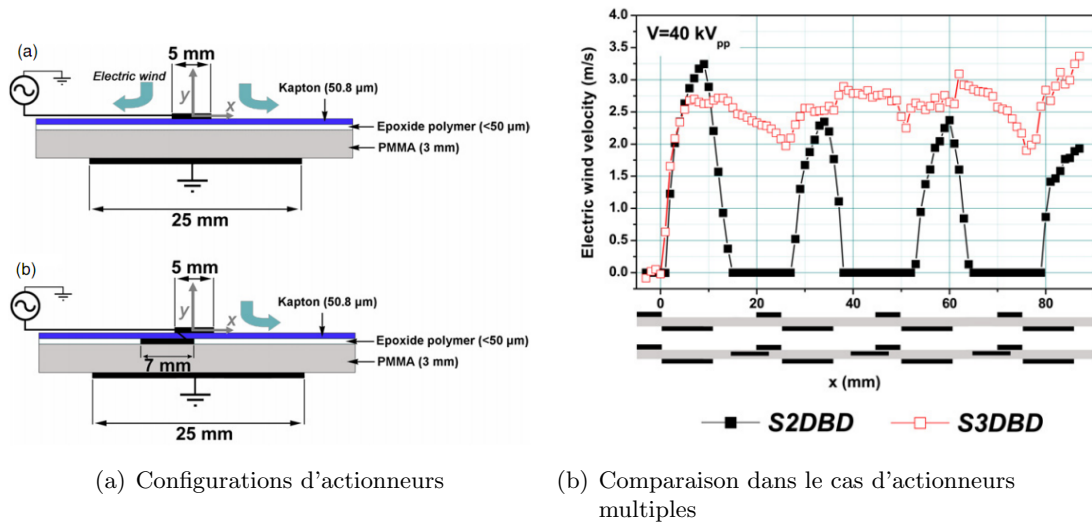 (a)
5 mm
Electric wind
y
x
Kapton (50.8 µm)
Epoxide polymer (<50 µm)
PMMA (3 mm)
25 mm
(b)
5 mm
y
x
Kapton (50.8 µm)
Epoxide polymer (<50 µm)
7 mm
PMMA (3 mm)
25 mm
(a) Configurations d'actionneurs
V=40 kVpp
Electric wind velocity (m/s)
4.0
3.5
3.0
2.5
2.0
1.5
1.0
0.5
0.0
0 20 40 60 80
x (mm)
S2DBD S3DBD
(b) Comparaison dans le cas d'actionneurs
multiples